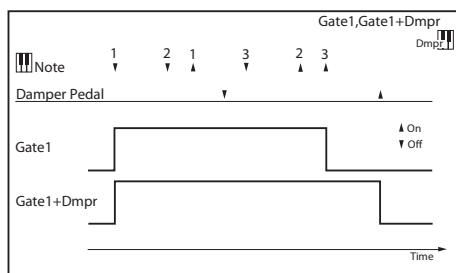 Gate1,Gate1+Dmpr
Dmpr
1 2 1 3 2 3
Note
Damper Pedal
On
Off
Gate1
Gate1+Dmpr
Time